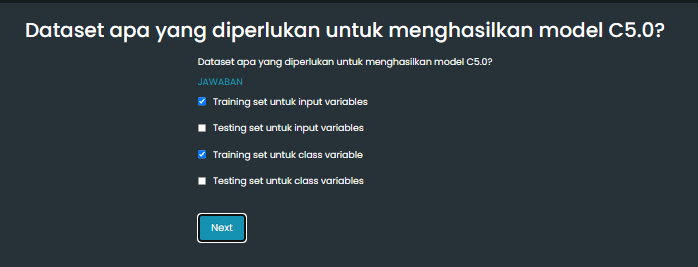 Dataset apa yang diperlukan untuk menghasilkan model C5.0?
Dataset apa yang diperlukan untuk menghasilkan model C5.0?
JAWABAN
Training set untuk input variables
Testing set untuk input variables
Training set untuk class variable
Testing set untuk class variables
Next